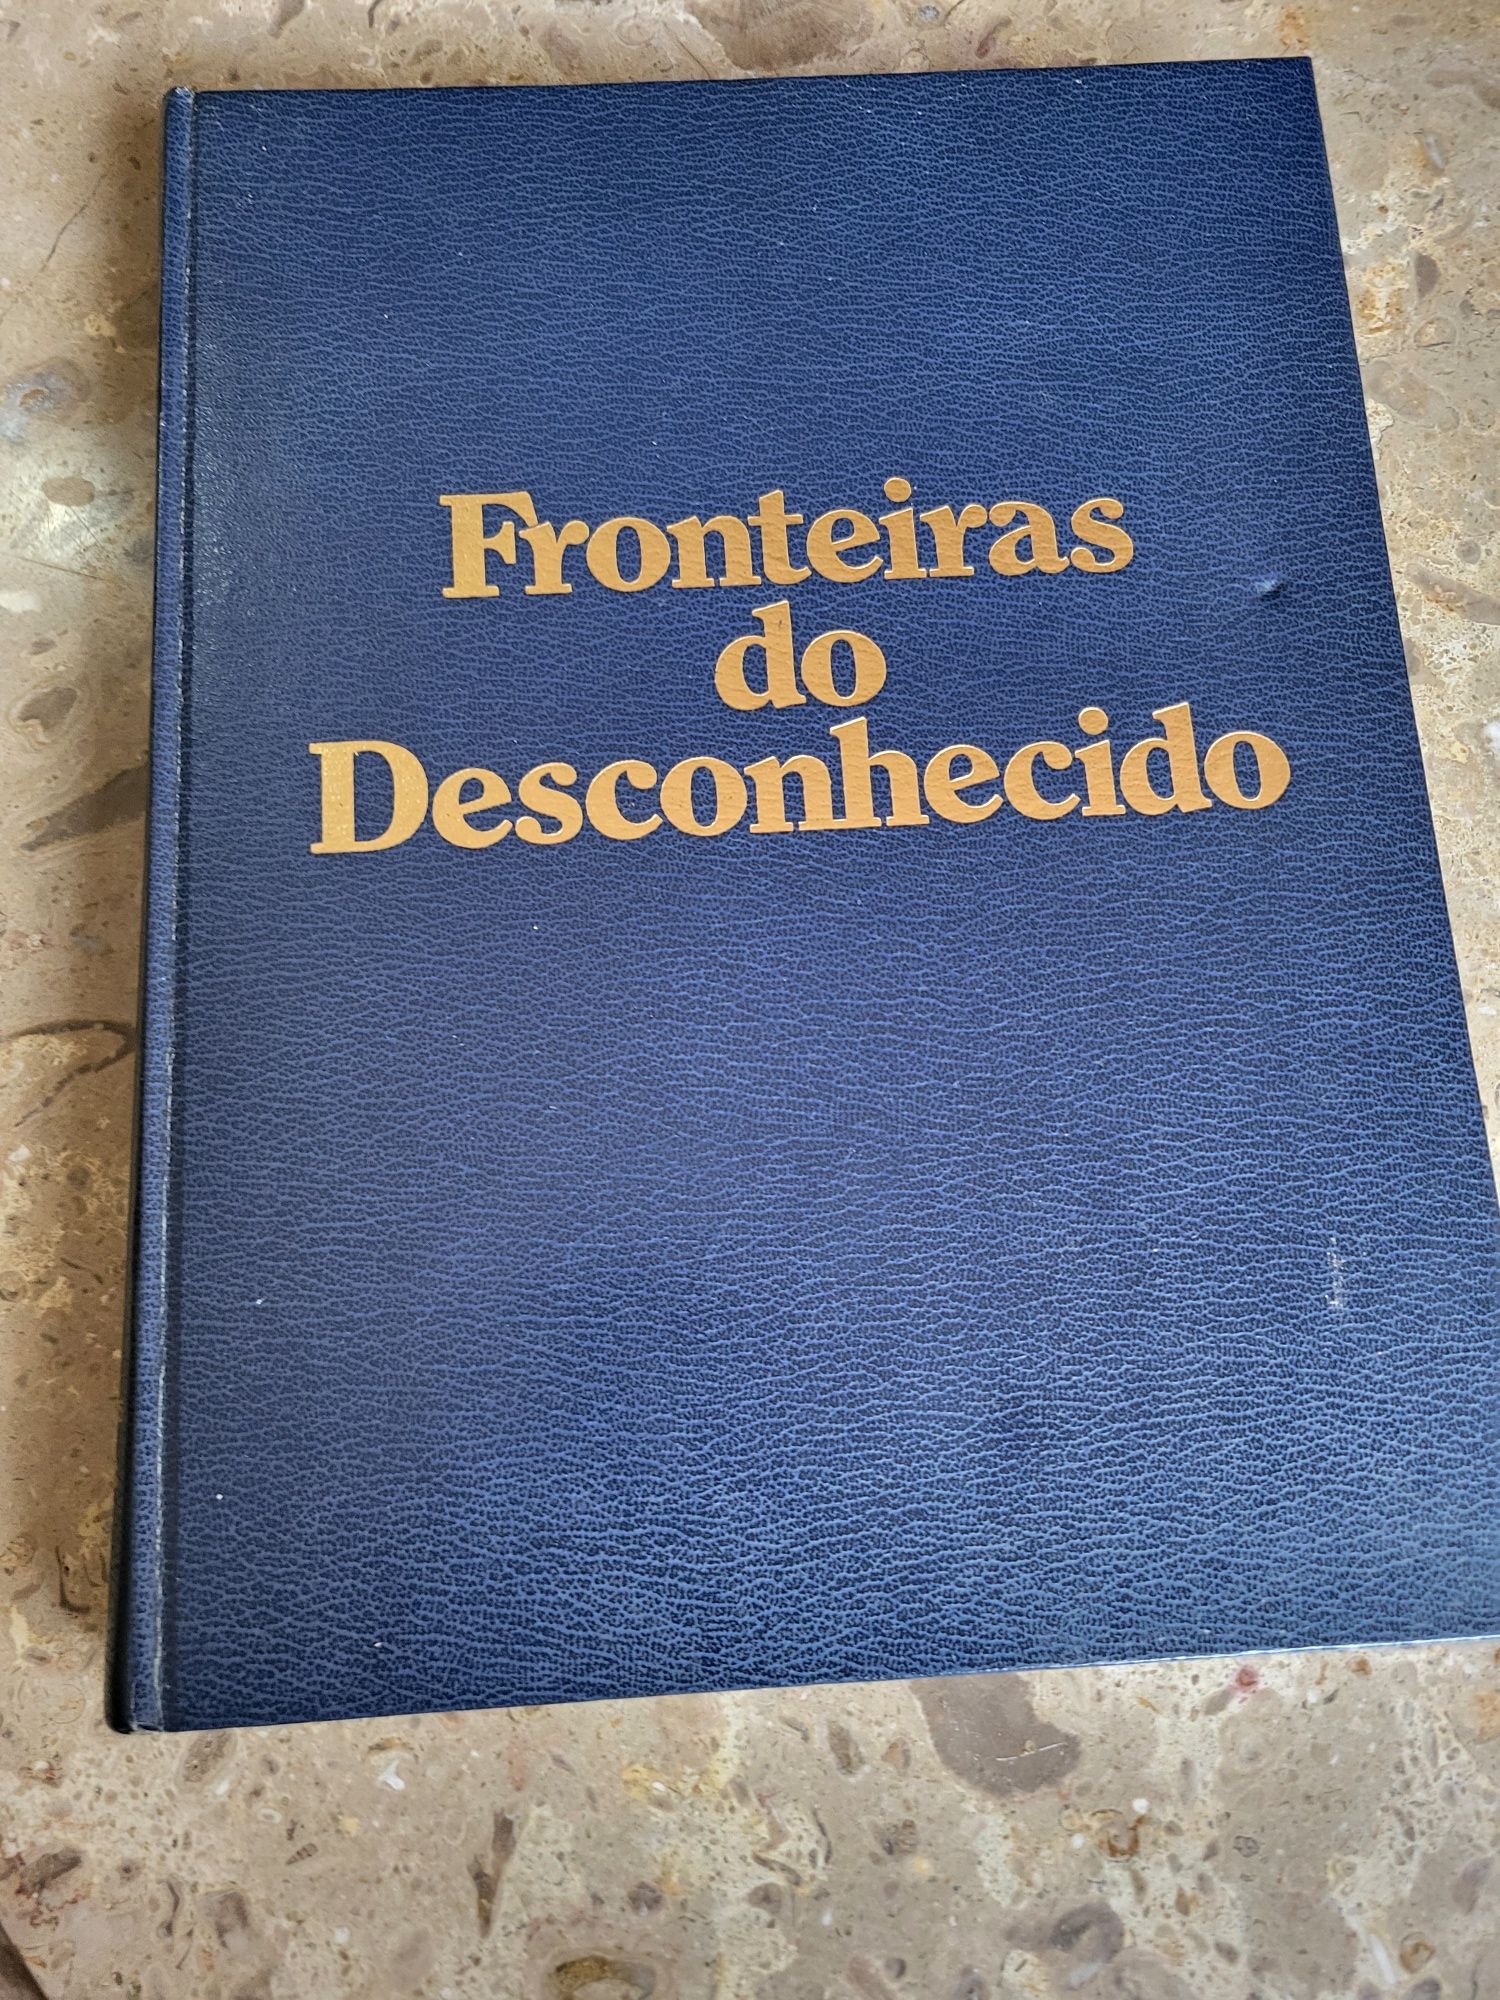 Fronteiras
do
Desconhecido